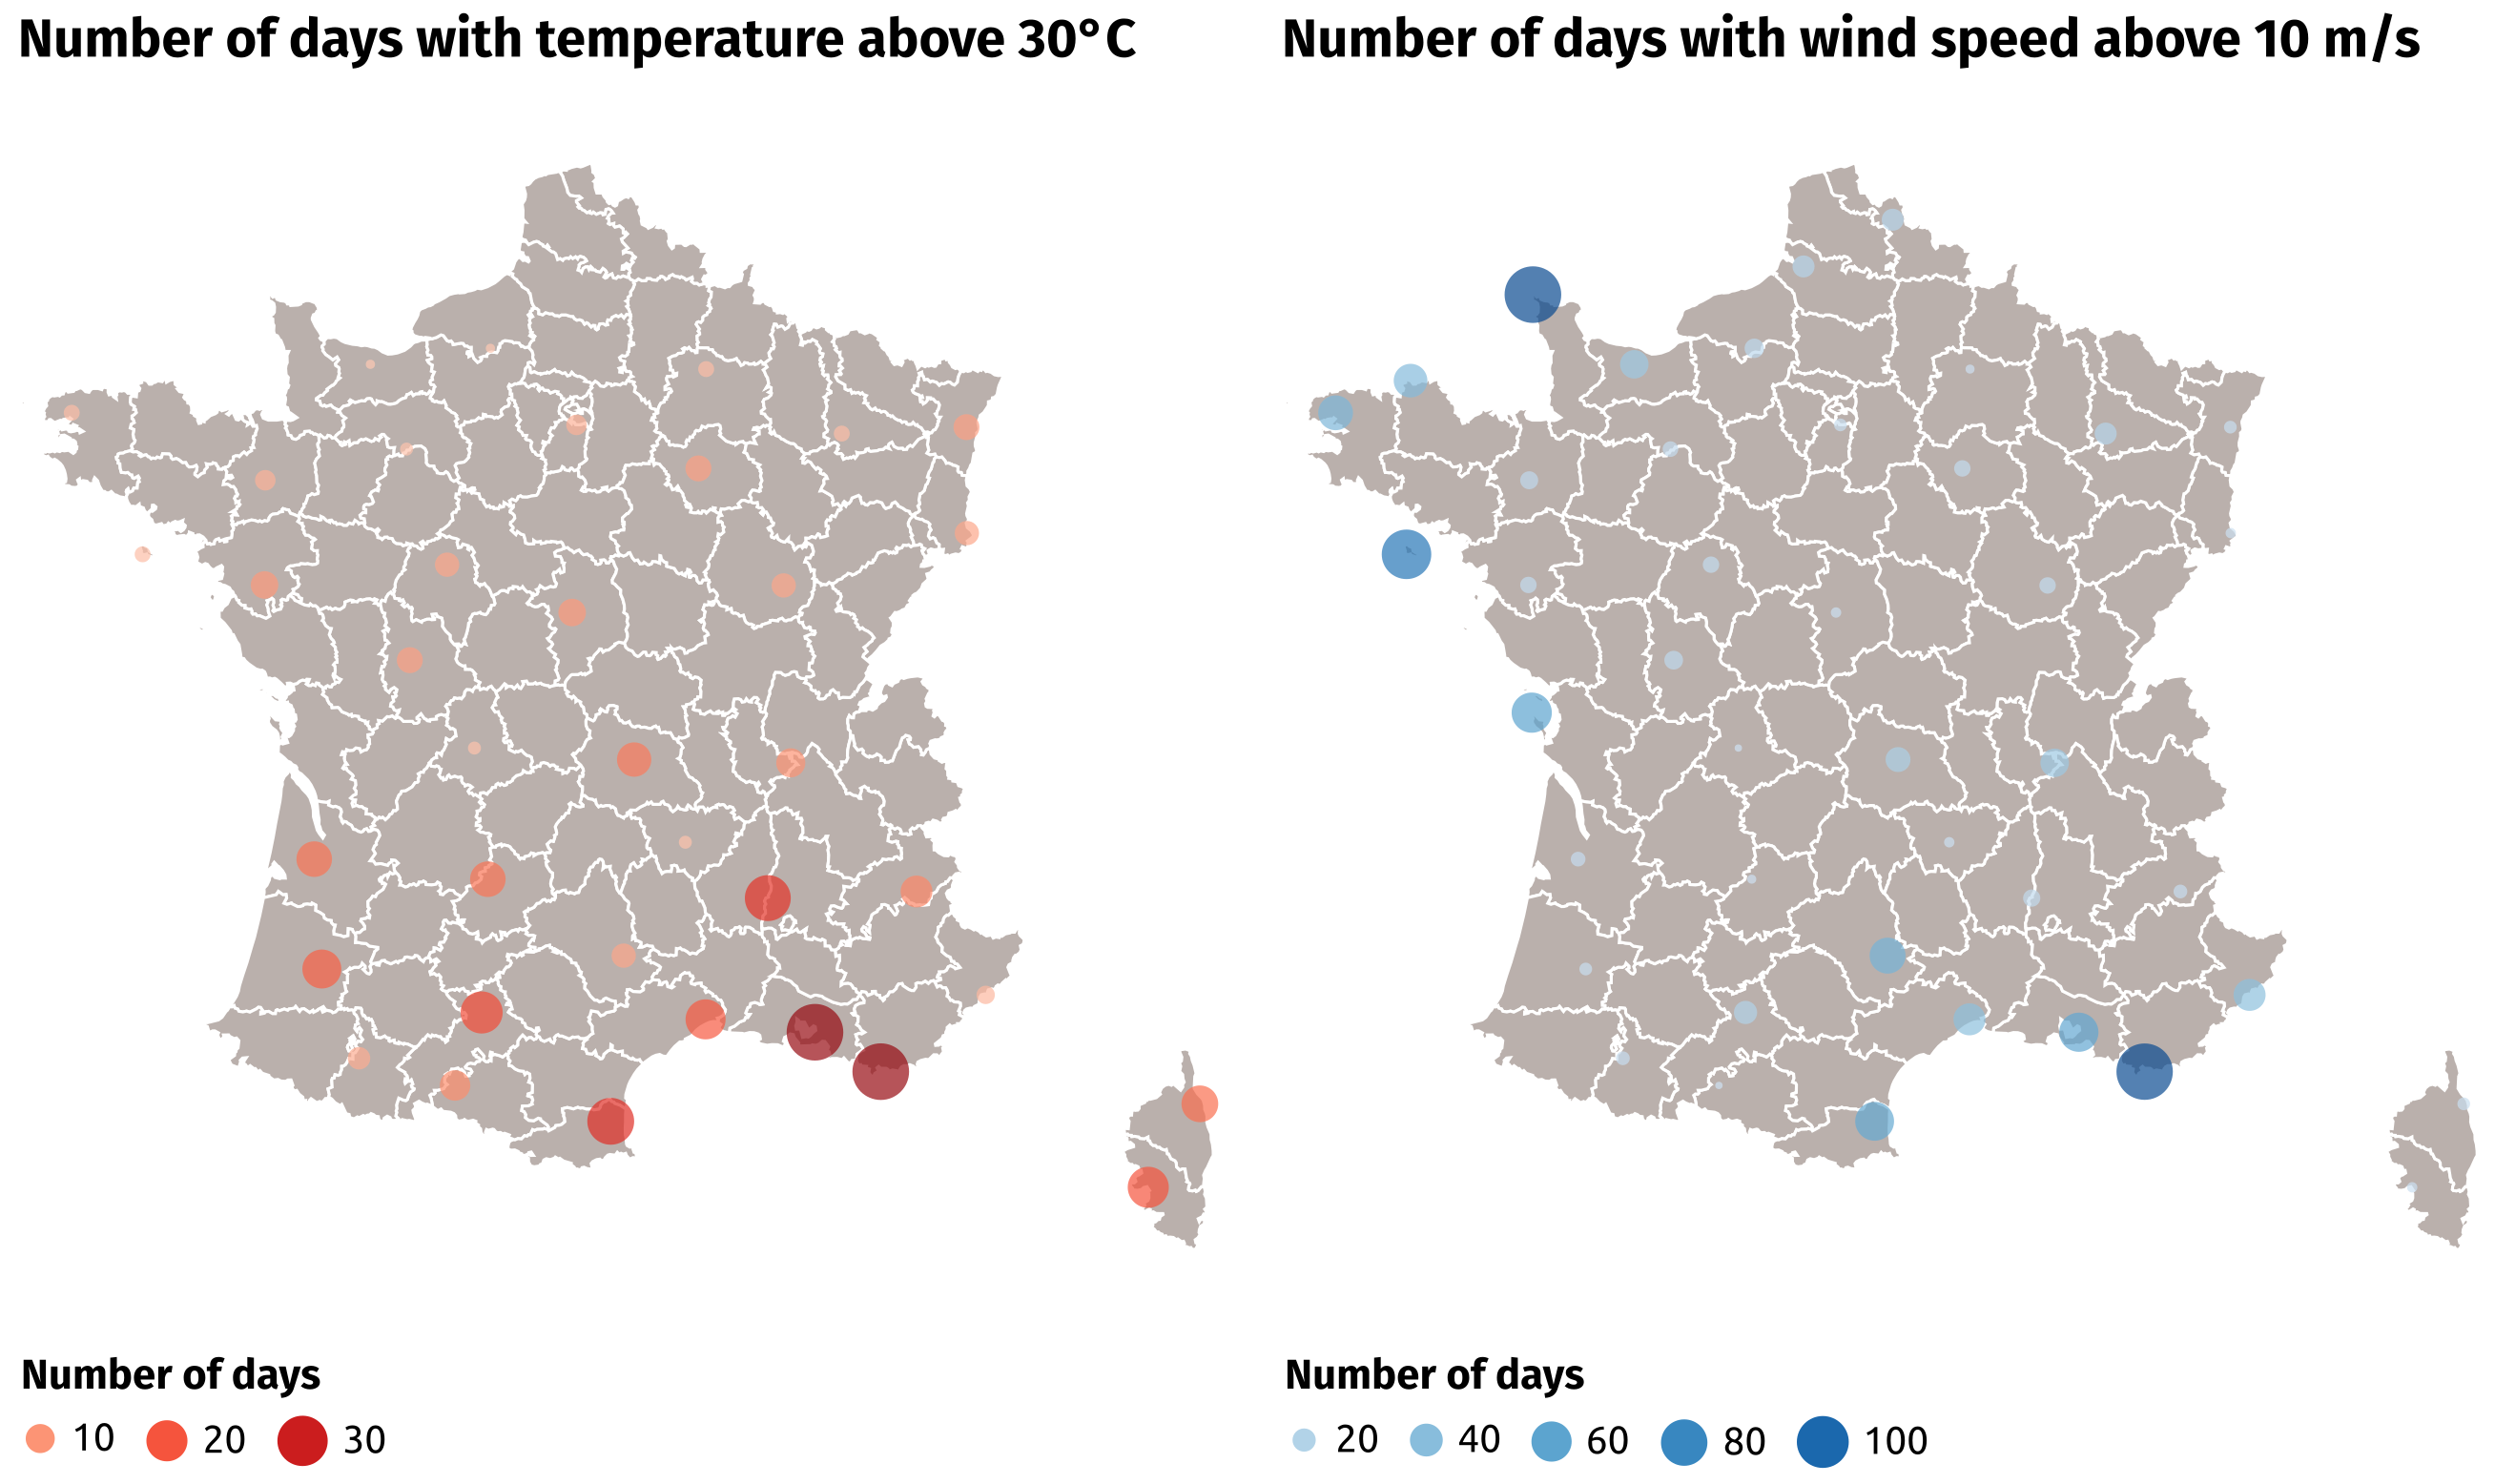 Number of days with temperature above 30° C
Number of days with wind speed above 10 m/s
Number of days
10 20 30
Number of days
20 40 60 80 100